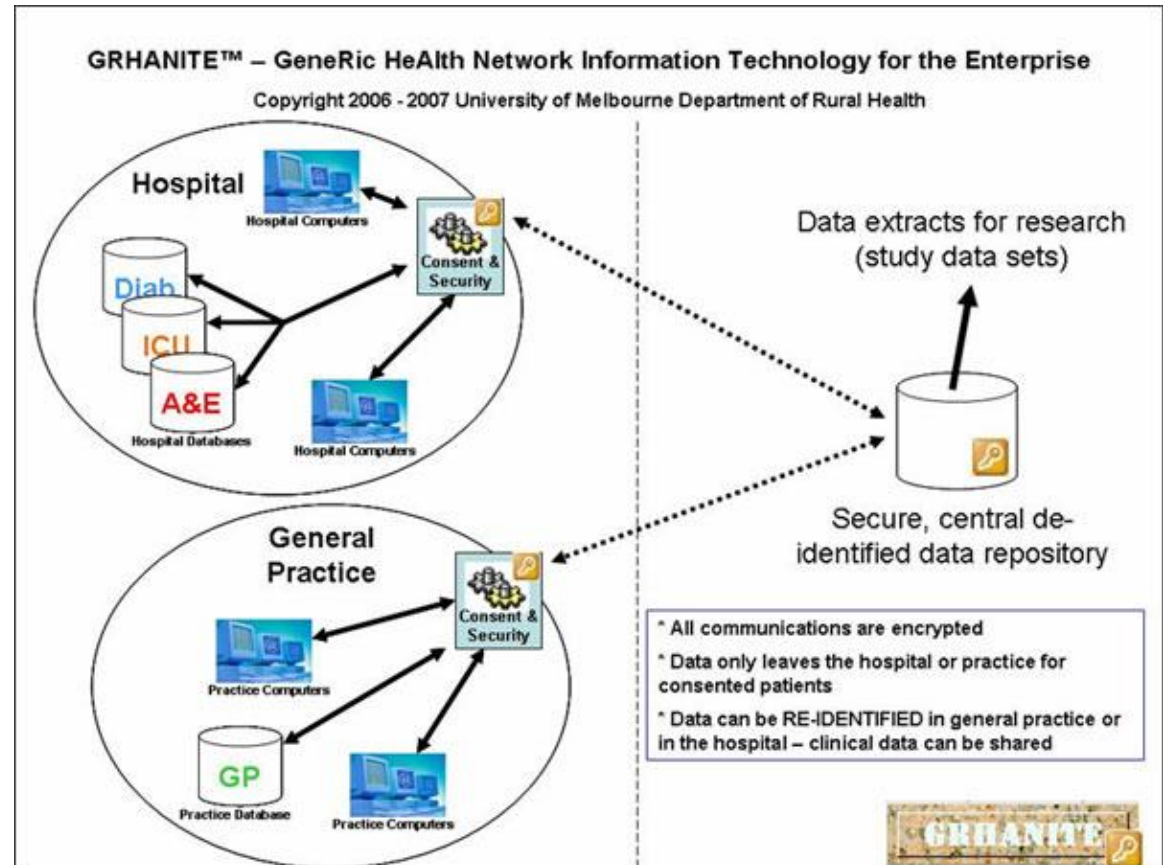 GRHANITE™ – GeneRic HeAlth Network Information Technology for the Enterprise
Copyright 2006 - 2007 University of Melbourne Department of Rural Health
Hospital
Hospital Computers
Consent &
Security
Diab
ICU
A&E
Hospital Databases
Hospital Computers
Data extracts for research
(study data sets)
Secure, central de-
identified data repository
General
Practice
Consent &
Security
Practice Computers
GP
Practice Database
Practice Computers
* All communications are encrypted
* Data only leaves the hospital or practice for
consented patients
* Data can be RE-IDENTIFIED in general practice or
in the hospital – clinical data can be shared
GRHANITE